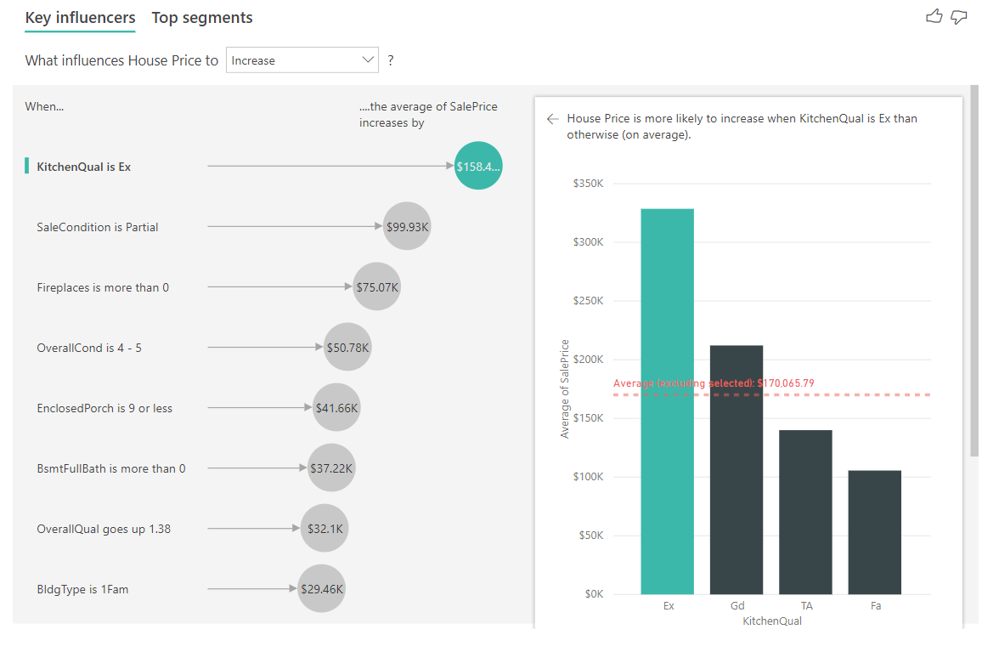 Key influencers Top segments
What influences House Price to Increase ?
When...
....the average of SalePrice
increases by
KitchenQual is Ex $158.4...
SaleCondition is Partial $99.93K
Fireplaces is more than 0 $75.07K
OverallCond is 4 - 5 $50.78K
EnclosedPorch is 9 or less $41.66K
BsmtFullBath is more than 0 $37.22K
OverallQual goes up 1.38 $32.1K
BldgType is 1Fam $29.46K
House Price is more likely to increase when KitchenQual is Ex than
otherwise (on average).
Average of SalePrice
$350K
$300K
$250K
$200K
Average (excluding selected): $170,065.79
$150K
$100K
$50K
$0K
Ex Gd TA Fa
KitchenQual